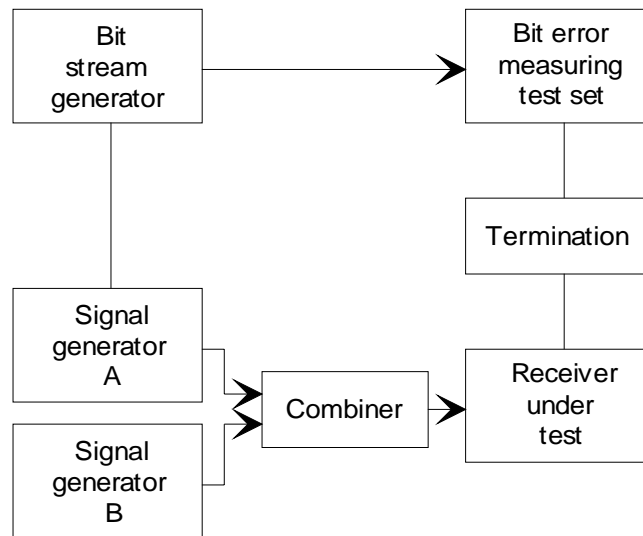 Bit
stream
generator
Bit error
measuring
test set
Termination
Signal
generator
A
Combiner
Receiver
under
test
Signal
generator
B